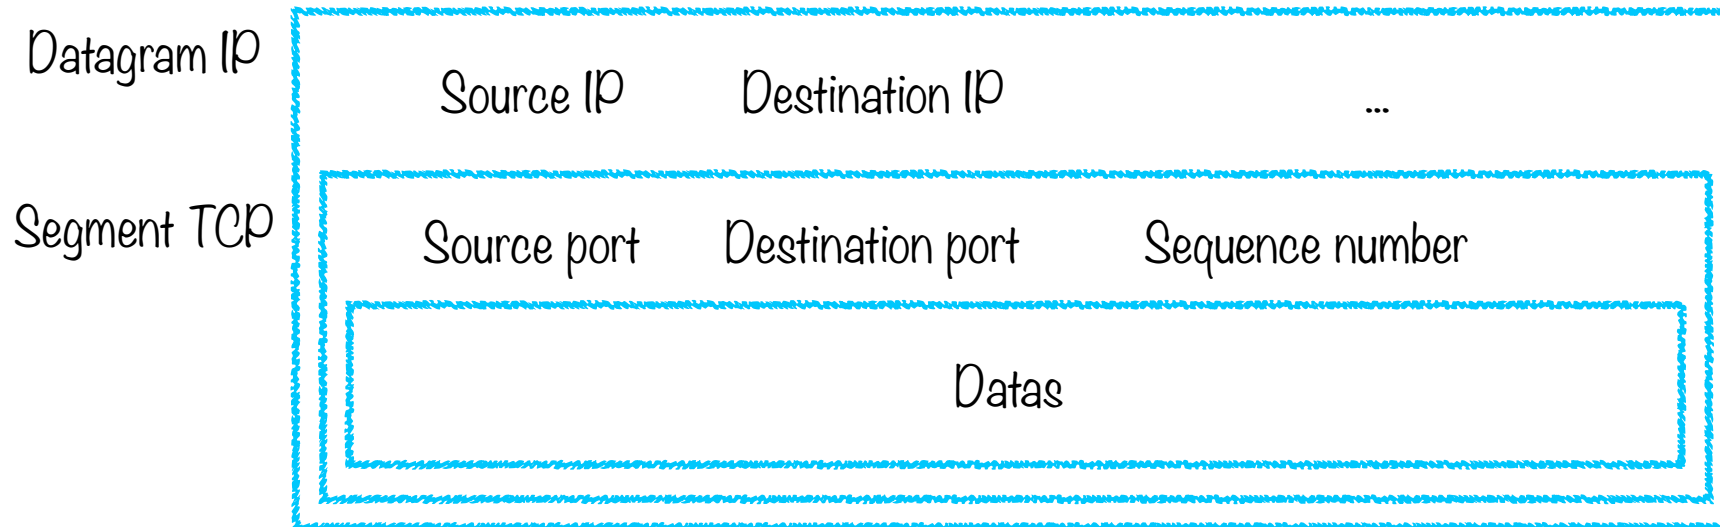 Datagram IP
Source IP Destination IP ...
Segment TCP
Source port Destination port Sequence number
Datas